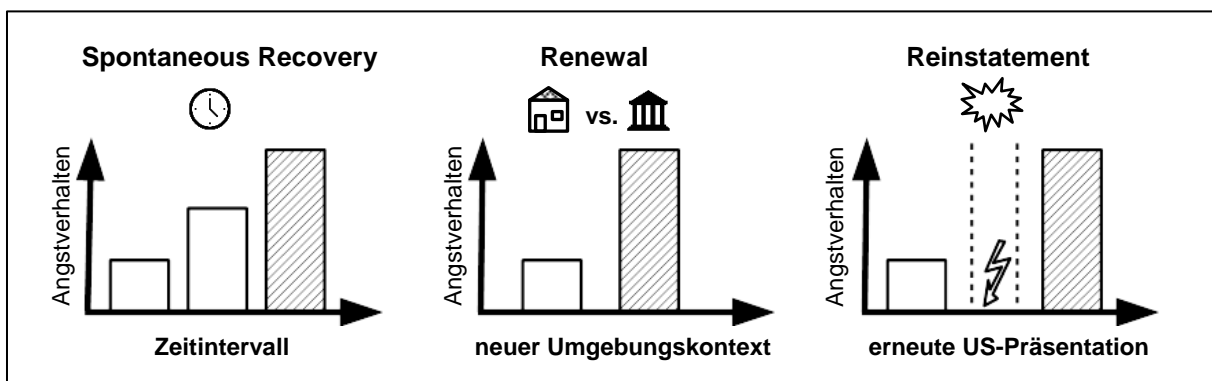 Spontaneous Recovery
Renewal
Reinstatement
vs.
Angstverhalten
Angstverhalten
Angstverhalten
Zeitintervall
neuer Umgebungskontext
erneute US-Präsentation